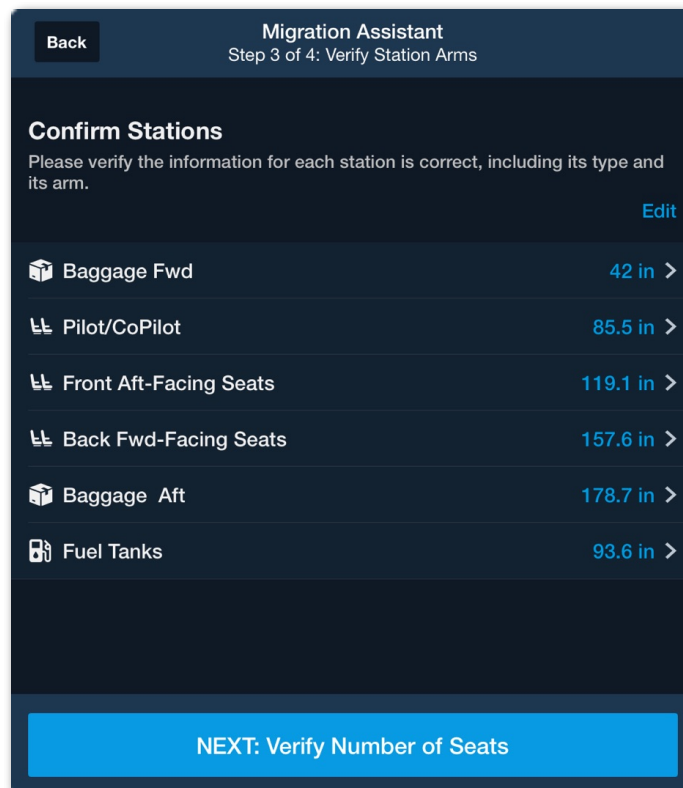 Back
Migration Assistant
Step 3 of 4: Verify Station Arms
Confirm Stations
Please verify the information for each station is correct, including its type and
its arm.
Edit
Baggage Fwd 42 in
Pilot/CoPilot 85.5 in
Front Aft-Facing Seats 119.1 in
Back Fwd-Facing Seats 157.6 in
Baggage  Aft 178.7 in
Fuel Tanks 93.6 in
NEXT: Verify Number of Seats